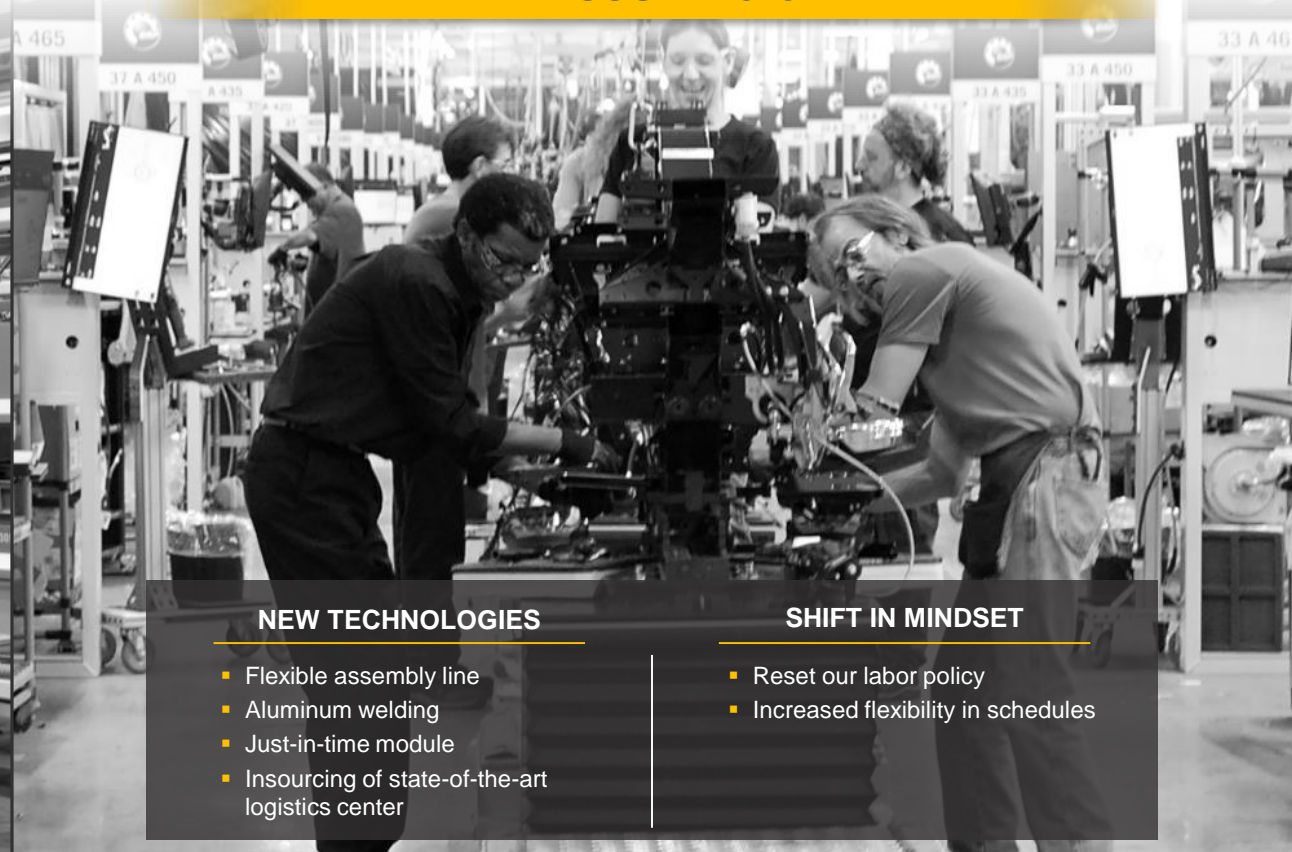 A 465
37 A 450
A 435
33 A 435
33 A 450
33 A 46
NEW TECHNOLOGIES
▪ Flexible assembly line
▪ Aluminum welding
▪ Just-in-time module
▪ Insourcing of state-of-the-art
logistics center
SHIFT IN MINDSET
▪ Reset our labor policy
▪ Increased flexibility in schedules